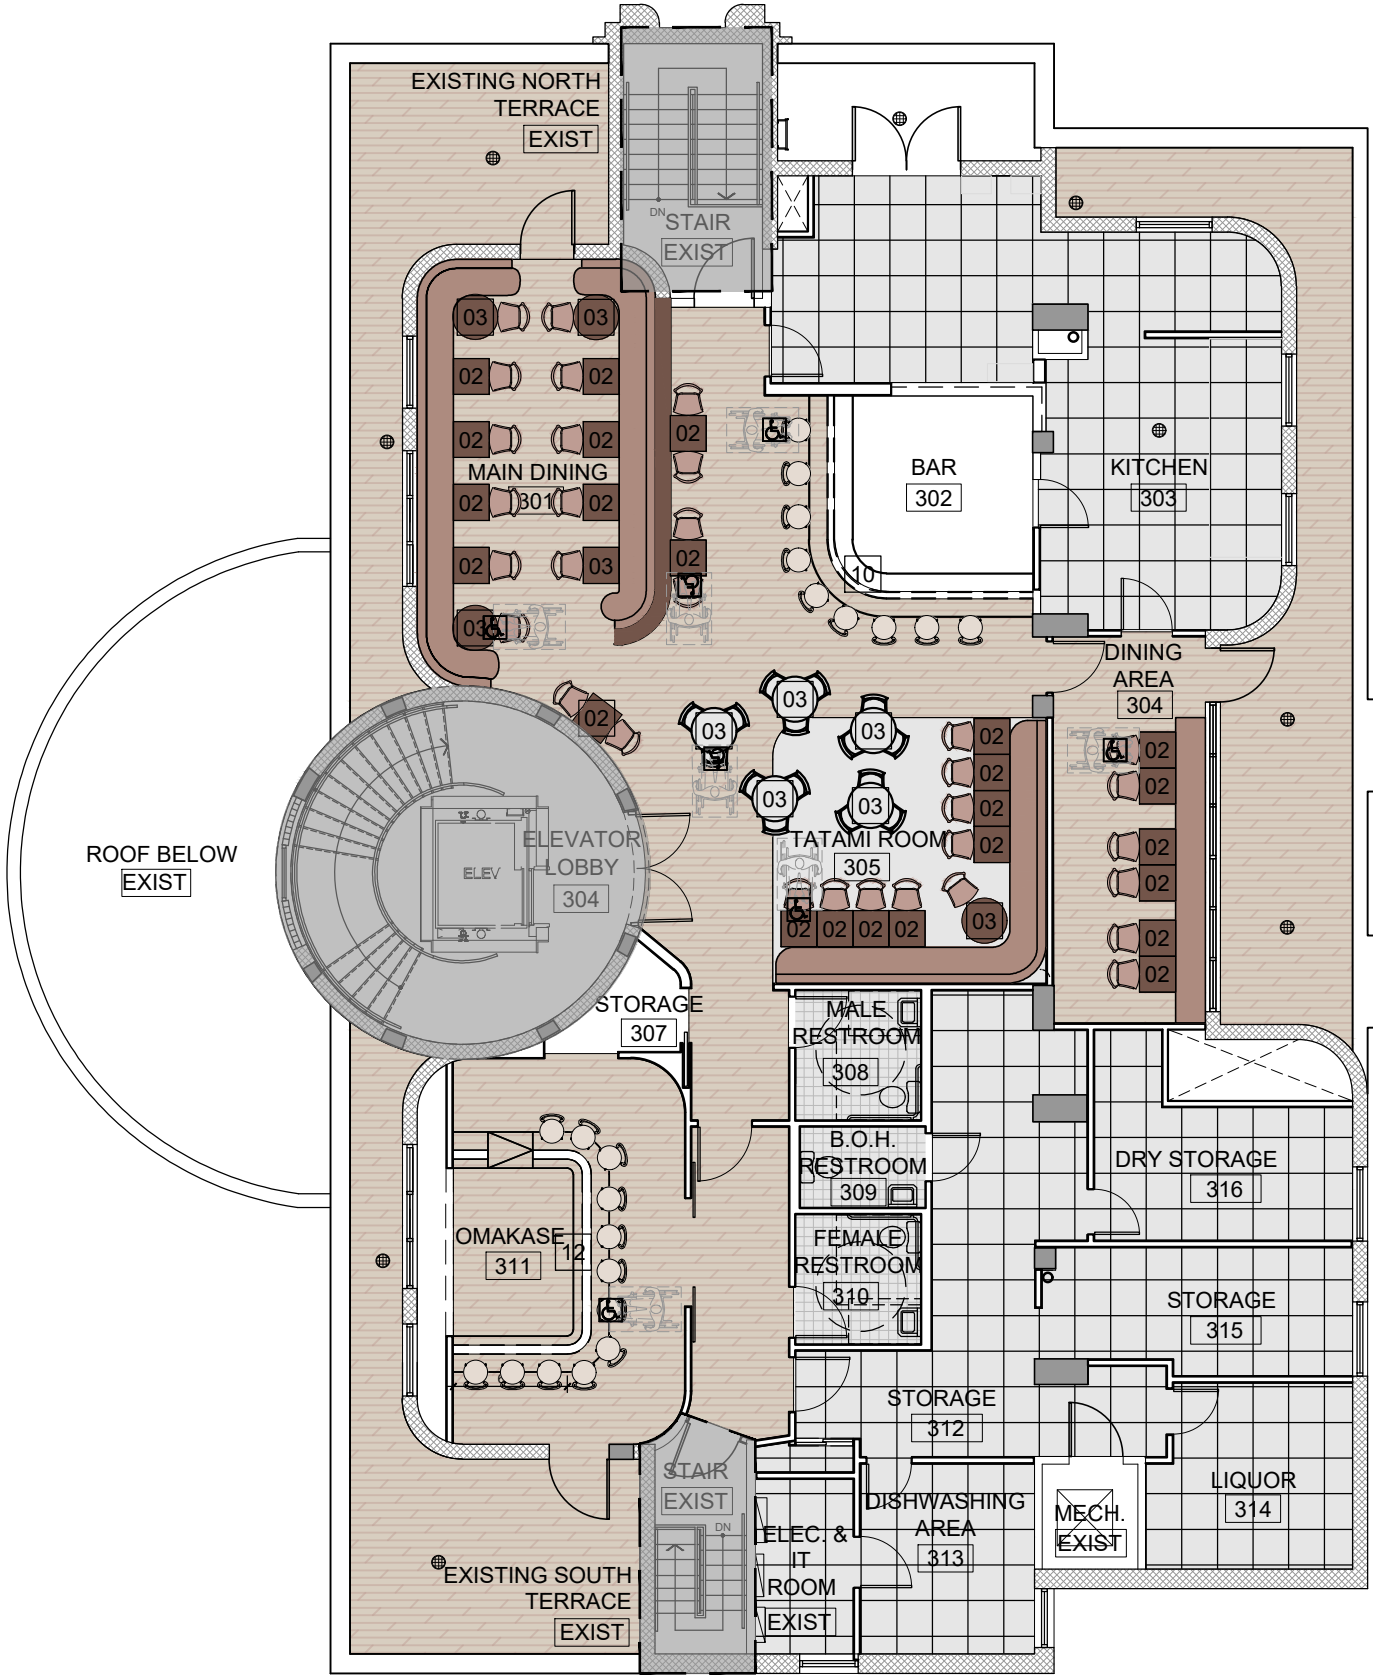 EXISTING NORTH
TERRACE
EXIST
DN
STAIR
EXIST
03
03
02
02
02
02
02
MAIN DINING
301
BAR
302
KITCHEN
303
02
02
02
02
03
10
03
02
DINING
AREA
304
03
03
03
02
02
02
02
03
03
02
02
02
ROOF BELOW
EXIST
ELEVATOR
LOBBY
304
ELEV
TATAMI ROOM
305
02
02
02
02
02
02
02
03
02
02
STORAGE
307
MALE
RESTROOM
308
B.O.H.
RESTROOM
309
DRY STORAGE
316
OMAKASE
311
12
FEMALE
RESTROOM
310
STORAGE
315
STORAGE
312
STAIR
EXIST
DN
LIQUOR
314
DISHWASHING
AREA
313
MECH.
EXIST
ELEC. &
IT
ROOM
EXIST
EXISTING SOUTH
TERRACE
EXIST